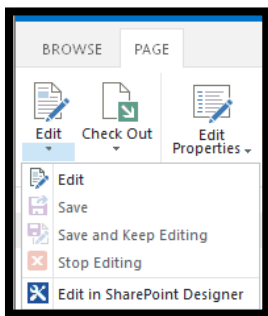 BROWSE PAGE
Edit Check Out Edit Properties
Edit
Save
Save and Keep Editing
Stop Editing
Edit in SharePoint Designer